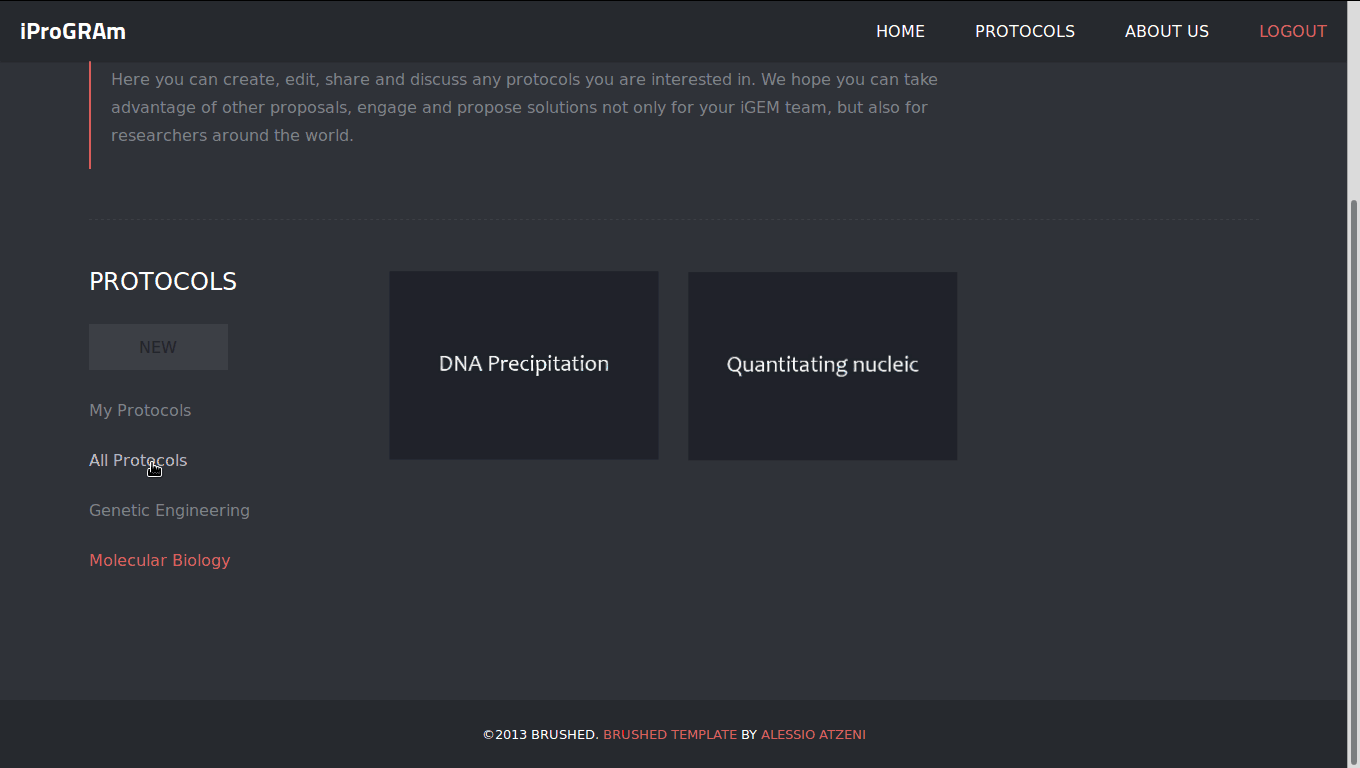 iProGRAm
HOME PROTOCOLS ABOUT US LOGOUT
Here you can create, edit, share and discuss any protocols you are interested in. We hope you can take
advantage of other proposals, engage and propose solutions not only for your iGEM team, but also for
researchers around the world.
PROTOCOLS
NEW
My Protocols
All Protocols
Genetic Engineering
Molecular Biology
DNA Precipitation
Quantitating nucleic
©2013 BRUSHED. BRUSHED TEMPLATE BY ALESSIO ATZENI